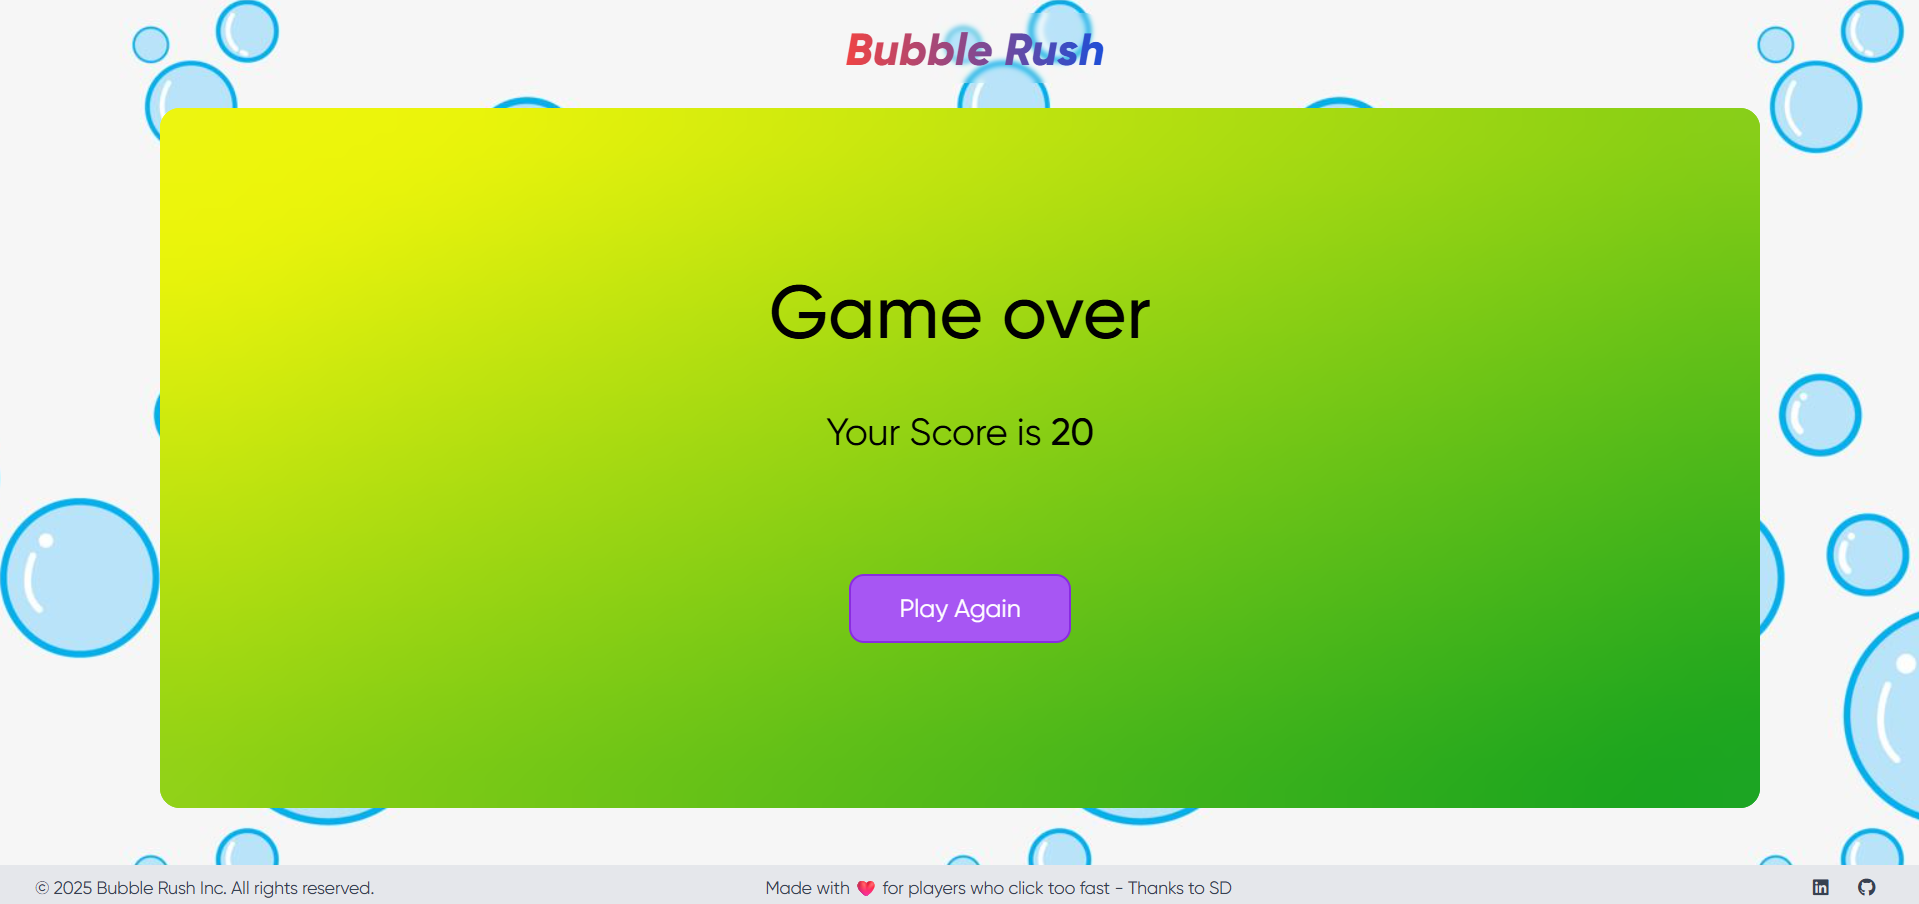 Bubble Rush
Game over
Your Score is 20
Play Again
© 2025 Bubble Rush Inc. All rights reserved.
Made with ❤️ for players who click too fast - Thanks to SD